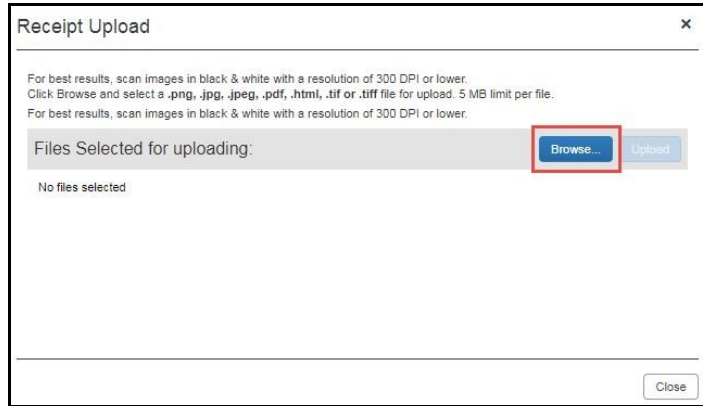 Receipt Upload
×
For best results, scan images in black & white with a resolution of 300 DPI or lower.
Click Browse and select a .png, .jpg, .jpeg, .pdf, .html, .tif or .tiff file for upload. 5 MB limit per file.
For best results, scan images in black & white with a resolution of 300 DPI or lower.
Files Selected for uploading:
Browse... Upload
No files selected
Close